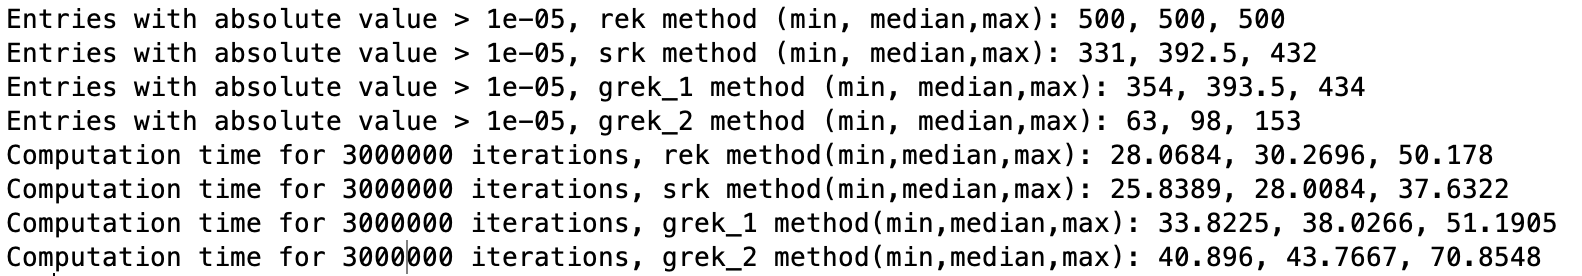 Entries with absolute value > 1e-05, rek method (min, median,max): 500, 500, 500
Entries with absolute value > 1e-05, srk method (min, median,max): 331, 392.5, 432
Entries with absolute value > 1e-05, grek_1 method (min, median,max): 354, 393.5, 434
Entries with absolute value > 1e-05, grek_2 method (min, median,max): 63, 98, 153
Computation time for 3000000 iterations, rek method(min,median,max): 28.0684, 30.2696, 50.178
Computation time for 3000000 iterations, srk method(min,median,max): 25.8389, 28.0084, 37.6322
Computation time for 3000000 iterations, grek_1 method(min,median,max): 33.8225, 38.0266, 51.1905
Computation time for 3000000 iterations, grek_2 method(min,median,max): 40.896, 43.7667, 70.8548